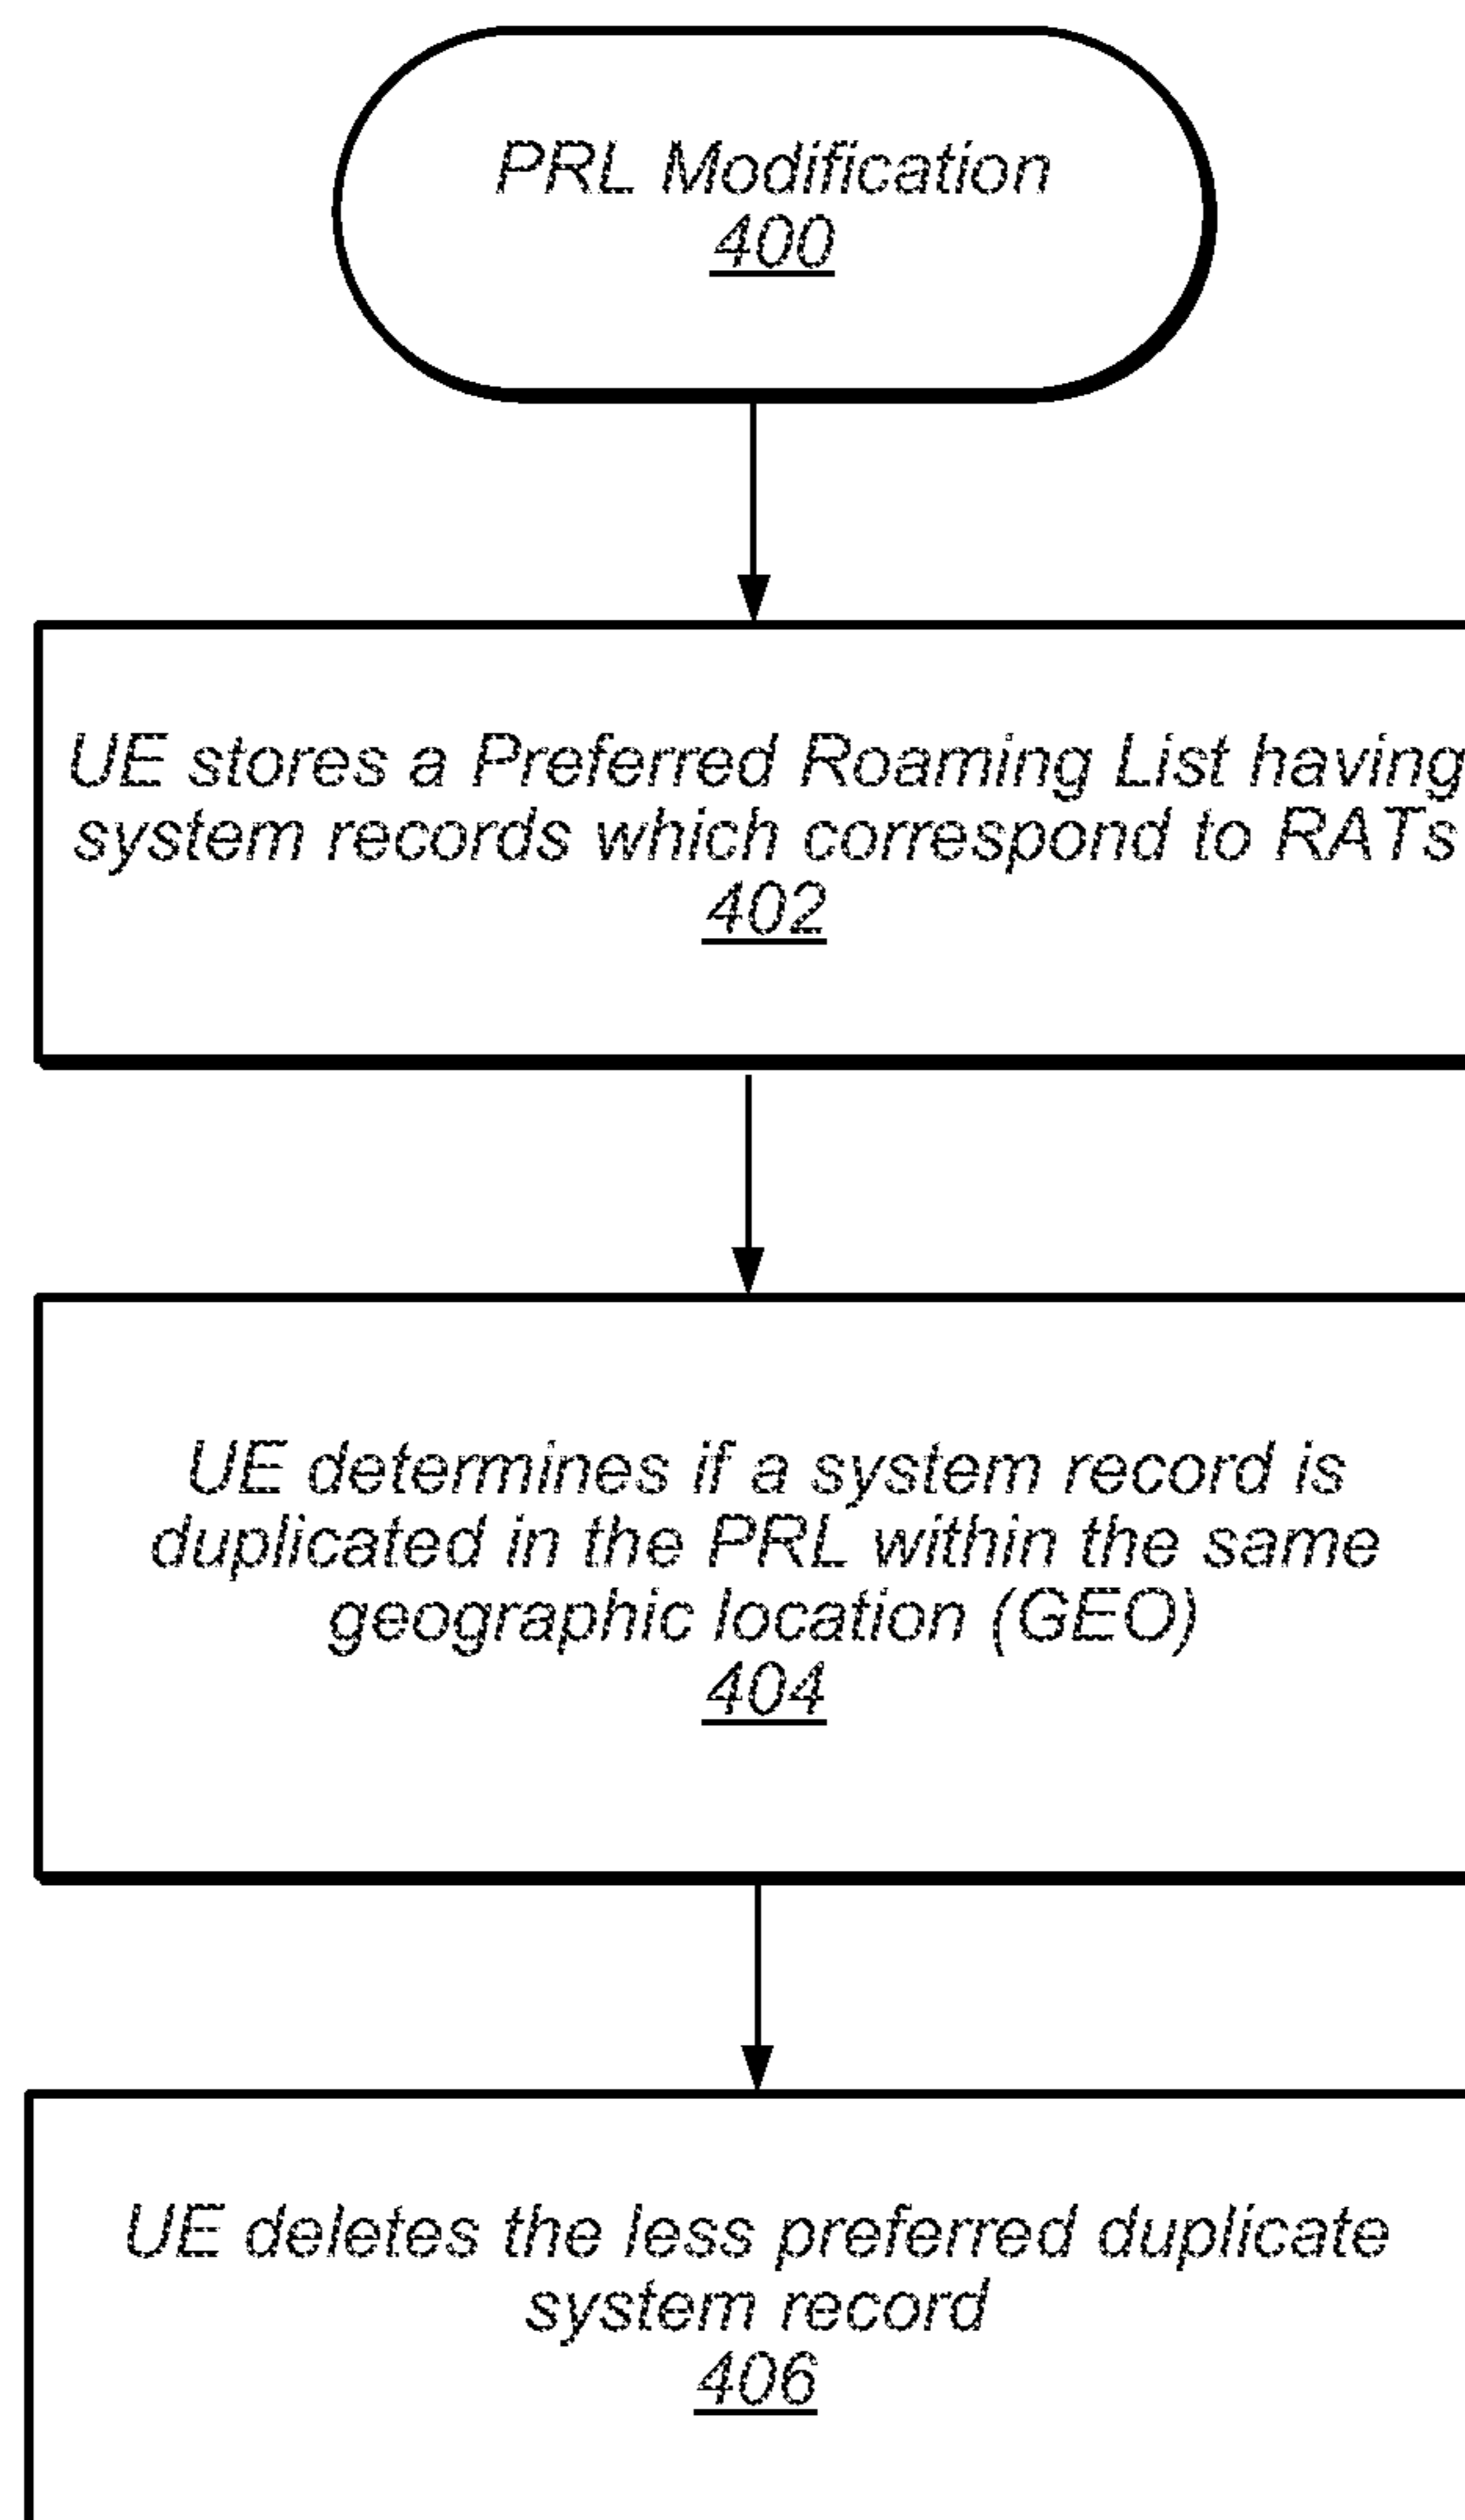 PRL Modification
400
UE stores a Preferred Roaming List having
system records which correspond to RATs
402
UE determines if a system record is
duplicated in the PRL within the same
geographic location (GEO)
404
UE deletes the less preferred duplicate
system record
406